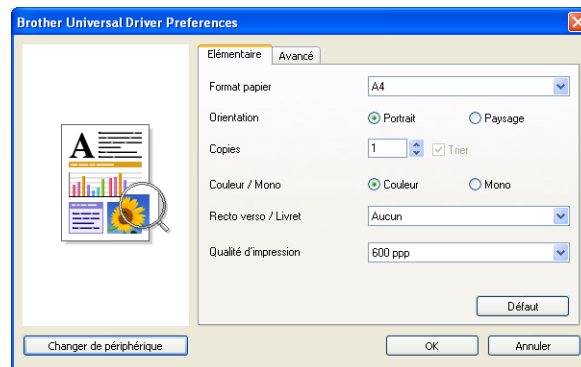 Brother Universal Driver Preferences
Elémentaire
Avancé
Format papier
A4
Orientation
Portrait
Paysage
Copies
1
Trier
Couleur / Mono
Couleur
Mono
Recto verso / Livret
Aucun
Qualité d'impression
600 ppp
Défaut
Changer de périphérique
OK
Annuler
A